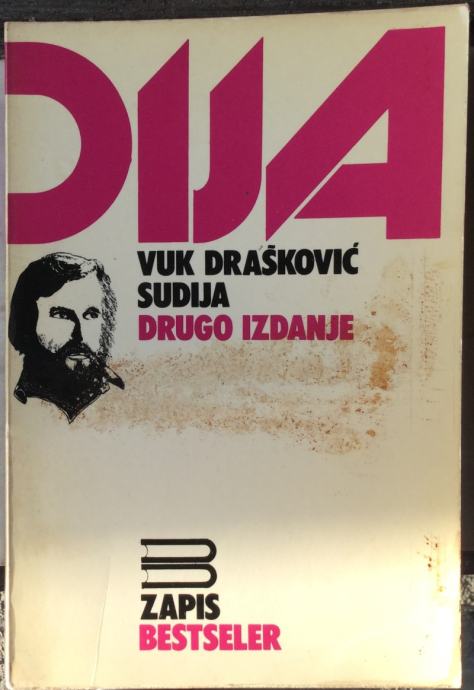 DIJA
VUK DRAŠKOVIĆ
SUDIJA
DRUGO IZDANJE
ZAPIS
BESTSELER